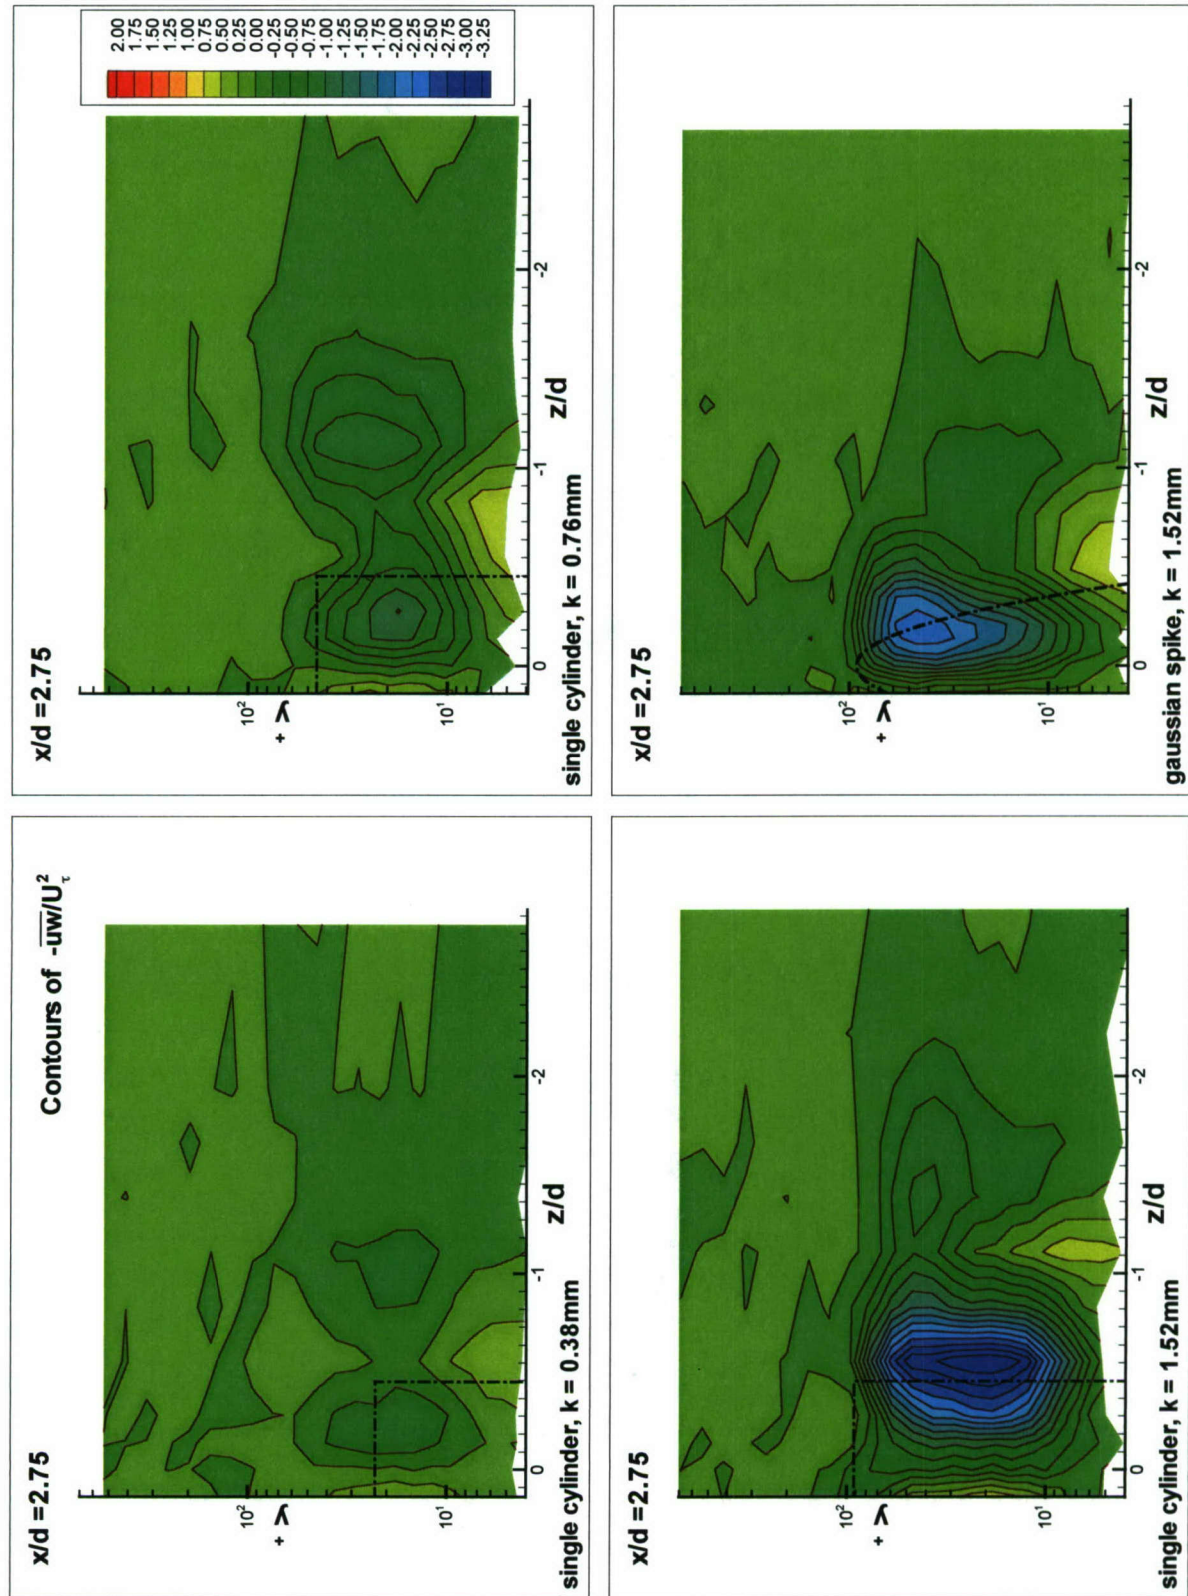 x/d =2.75
Contours of -uw/U²τ
10²
y+
10¹
0
-1
-2
z/d
single cylinder, k = 0.38mm
x/d =2.75
2.00
1.75
1.50
1.25
1.00
0.75
0.50
0.25
0.00
-0.25
-0.50
-0.75
-1.00
-1.25
-1.50
-1.75
-2.00
-2.25
-2.50
-2.75
-3.00
-3.25
10²
y+
10¹
0
-1
-2
z/d
single cylinder, k = 0.76mm
x/d =2.75
10²
y+
10¹
0
-1
-2
z/d
single cylinder, k = 1.52mm
x/d =2.75
10²
y+
10¹
0
-1
-2
z/d
gaussian spike, k = 1.52mm